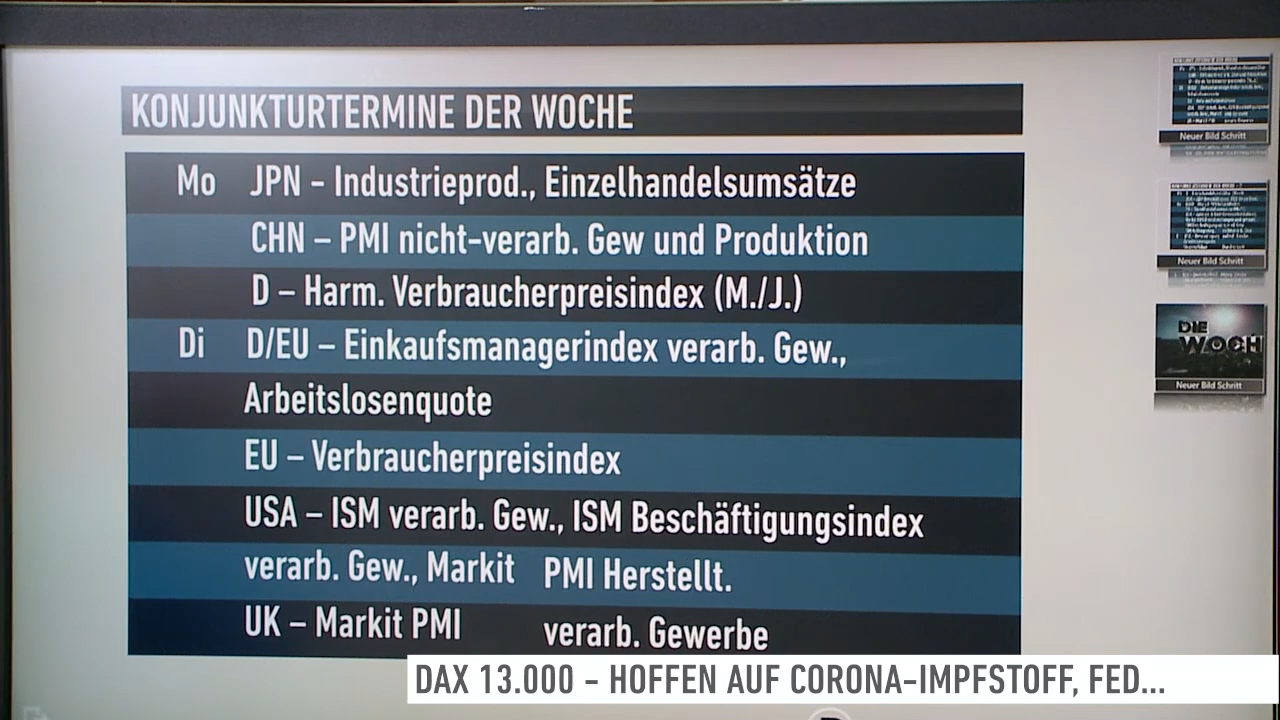 KONJUNKTURTERMINE DER WOCHE
Mo JPN – Industrieprod., Einzelhandelsumsätze
CHN – PMI nicht-verarb. Gew und Produktion
D – Harm. Verbraucherpreisindex (M./J.)
Di D/EU – Einkaufsmanagerindex verarb. Gew.,
Arbeitslosenquote
EU – Verbraucherpreisindex
USA – ISM verarb. Gew., ISM Beschäftigungsindex
verarb. Gew., Markit PMI Herstellt.
UK – Markit PMI verarb. Gewerbe
Neuer Bild Schritt
Neuer Bild Schritt
DIE
WOCH
Neuer Bild Schritt
DAX 13.000 - HOFFEN AUF CORONA-IMPFSTOFF, FED...